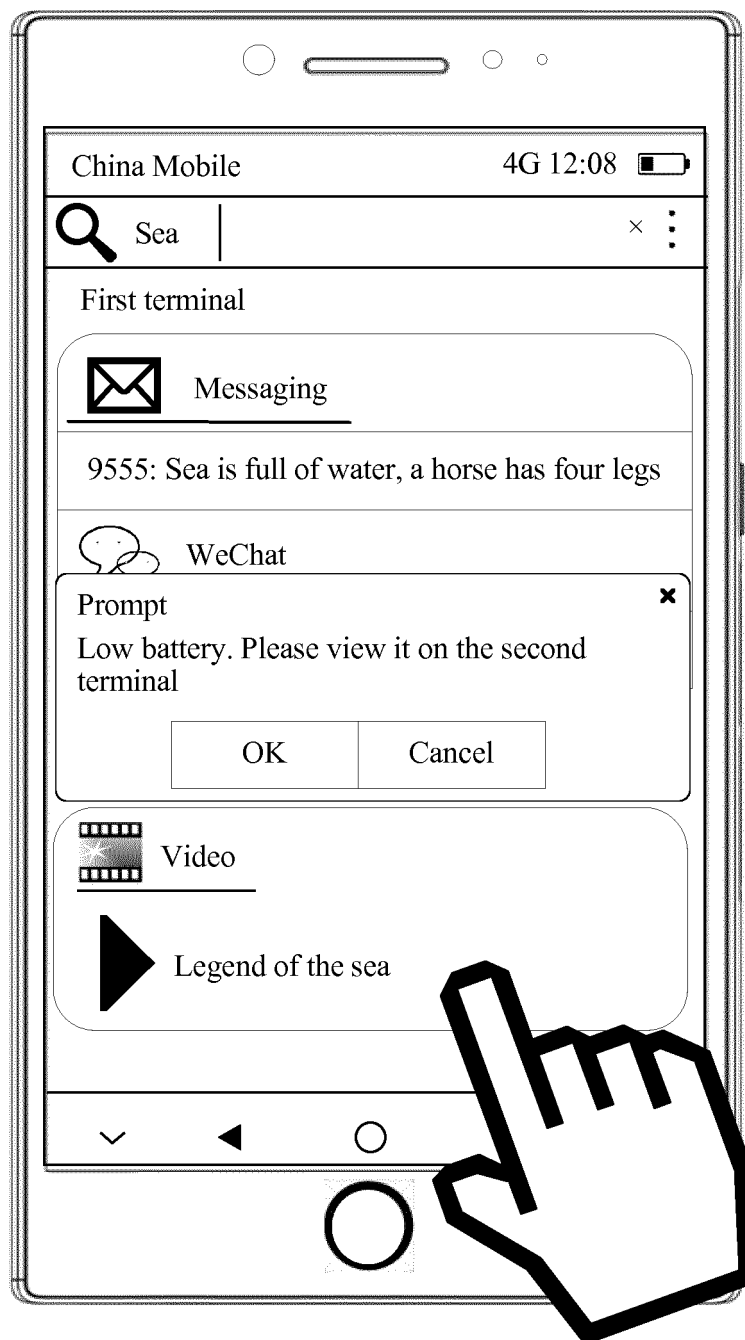 China Mobile 4G 12:08
Sea ×
First terminal
Messaging
9555: Sea is full of water, a horse has four legs
WeChat
Prompt
Low battery. Please view it on the second
terminal
OK Cancel
Video
Legend of the sea